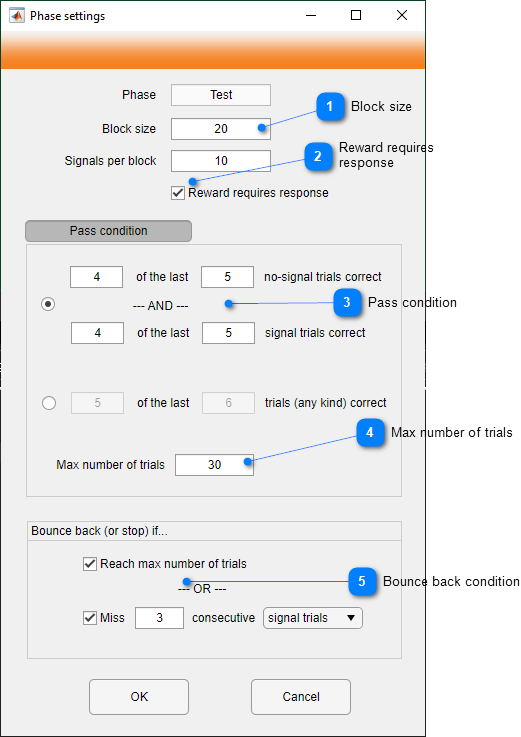 Phase settings
Phase Test
Block size 20
1 Block size
Signals per block 10
2 Reward requires
response
Reward requires response
Pass condition
4 of the last 5 no-signal trials correct
--- AND ---
3 Pass condition
4 of the last 5 signal trials correct
5 of the last 6 trials (any kind) correct
4 Max number of trials
Max number of trials 30
Bounce back (or stop) if...
Reach max number of trials
--- OR ---
5 Bounce back condition
Miss 3 consecutive signal trials
OK Cancel